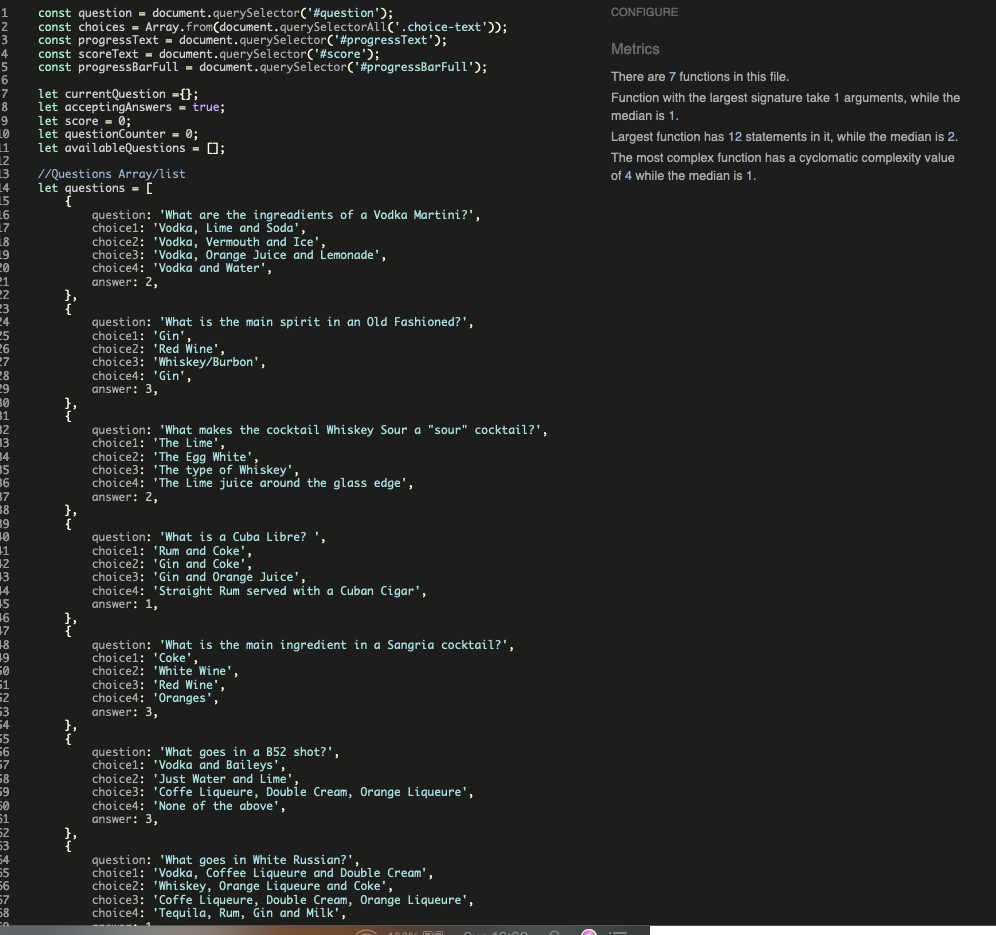 1 const question = document.querySelector('#question');
2 const choices = Array.from(document.querySelectorAll('.choice-text'));
3 const progressText = document.querySelector('#progressText');
4 const scoreText = document.querySelector('#score');
5 const progressBarFull = document.querySelector('#progressBarFull');
6
7 let currentQuestion ={};
8 let acceptingAnswers = true;
9 let score = 0;
10 let questionCounter = 0;
11 let availableQuestions = [];
12
13 //Questions Array/list
14 let questions = [
15 {
16 question: 'What are the ingreadients of a Vodka Martini?',
17 choice1: 'Vodka, Lime and Soda',
18 choice2: 'Vodka, Vermouth and Ice',
19 choice3: 'Vodka, Orange Juice and Lemonade',
20 choice4: 'Vodka and Water',
21 answer: 2,
22 },
23 {
24 question: 'What is the main spirit in an Old Fashioned?',
25 choice1: 'Gin',
26 choice2: 'Red Wine',
27 choice3: 'Whiskey/Burbon',
28 choice4: 'Gin',
29 answer: 3,
30 },
31 {
32 question: 'What makes the cocktail Whiskey Sour a "sour" cocktail?',
33 choice1: 'The Lime',
34 choice2: 'The Egg White',
35 choice3: 'The type of Whiskey',
36 choice4: 'The Lime juice around the glass edge',
37 answer: 2,
38 },
39 {
40 question: 'What is a Cuba Libre? ',
41 choice1: 'Rum and Coke',
42 choice2: 'Gin and Coke',
43 choice3: 'Gin and Orange Juice',
44 choice4: 'Straight Rum served with a Cuban Cigar',
45 answer: 1,
46 },
47 {
48 question: 'What is the main ingredient in a Sangria cocktail?',
49 choice1: 'Coke',
50 choice2: 'White Wine',
51 choice3: 'Red Wine',
52 choice4: 'Oranges',
53 answer: 3,
54 },
55 {
56 question: 'What goes in a B52 shot?',
57 choice1: 'Vodka and Baileys',
58 choice2: 'Just Water and Lime',
59 choice3: 'Coffe Liqueure, Double Cream, Orange Liqueure',
60 choice4: 'None of the above',
61 answer: 3,
62 },
63 {
64 question: 'What goes in White Russian?',
65 choice1: 'Vodka, Coffee Liqueure and Double Cream',
66 choice2: 'Whiskey, Orange Liqueure and Coke',
67 choice3: 'Coffe Liqueure, Double Cream, Orange Liqueure',
68 choice4: 'Tequila, Rum, Gin and Milk',
CONFIGURE
Metrics
There are 7 functions in this file.
Function with the largest signature take 1 arguments, while the
median is 1.
Largest function has 12 statements in it, while the median is 2.
The most complex function has a cyclomatic complexity value
of 4 while the median is 1.